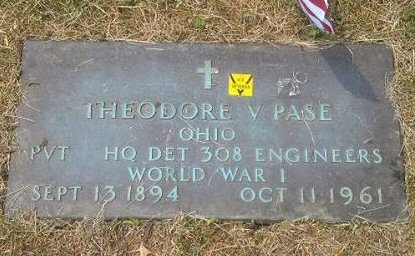 THEODORE V PASE
OHIO
PVT HQ DET 308 ENGINEERS
WORLD WAR I
SEPT 13 1894 OCT 11 1961